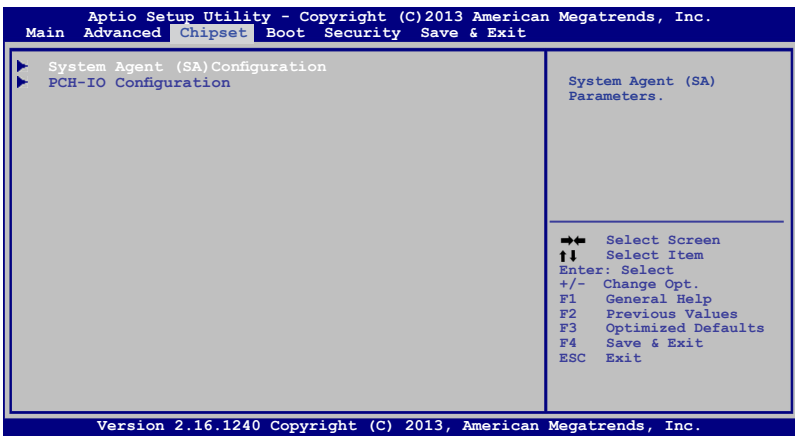 Aptio Setup Utility - Copyright (C)2013 American Megatrends, Inc.
Main Advanced Chipset Boot Security Save & Exit
System Agent (SA)Configuration
PCH-IO Configuration
System Agent (SA)
Parameters.
Select Screen
Select Item
Enter: Select
+/- Change Opt.
F1 General Help
F2 Previous Values
F3 Optimized Defaults
F4 Save & Exit
ESC Exit
Version 2.16.1240 Copyright (C) 2013, American Megatrends, Inc.